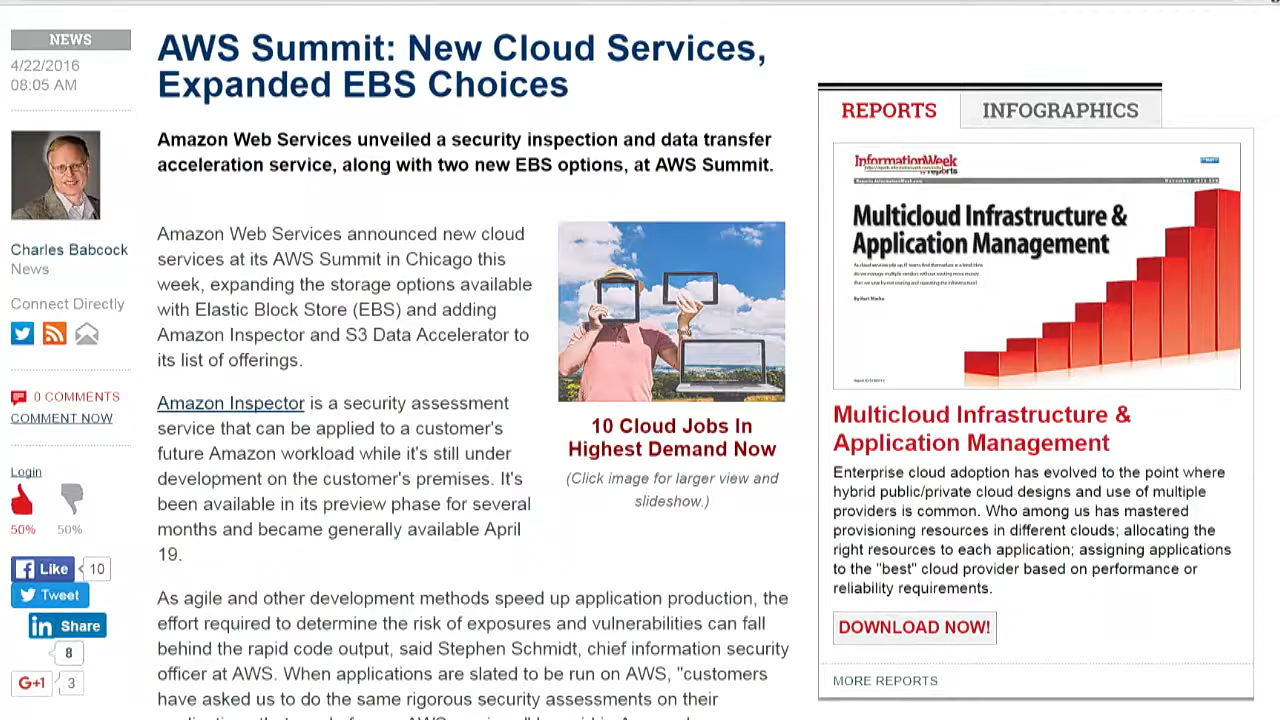 NEWS
4/22/2016
08:05 AM
Charles Babcock
News
Connect Directly
0 COMMENTS
COMMENT NOW
Login
50% 50%
Like 10
Tweet
in Share
8
G+1 3
AWS Summit: New Cloud Services,
Expanded EBS Choices
Amazon Web Services unveiled a security inspection and data transfer
acceleration service, along with two new EBS options, at AWS Summit.
Amazon Web Services announced new cloud
services at its AWS Summit in Chicago this
week, expanding the storage options available
with Elastic Block Store (EBS) and adding
Amazon Inspector and S3 Data Accelerator to
its list of offerings.
Amazon Inspector is a security assessment
service that can be applied to a customer's
future Amazon workload while it's still under
development on the customer's premises. It's
been available in its preview phase for several
months and became generally available April
19.
10 Cloud Jobs In
Highest Demand Now
(Click image for larger view and
slideshow.)
As agile and other development methods speed up application production, the
effort required to determine the risk of exposures and vulnerabilities can fall
behind the rapid code output, said Stephen Schmidt, chief information security
officer at AWS. When applications are slated to be run on AWS, "customers
have asked us to do the same rigorous security assessments on their
REPORTS INFOGRAPHICS
InformationWeek
reports
Multicloud Infrastructure &
Application Management
Multicloud Infrastructure &
Application Management
Enterprise cloud adoption has evolved to the point where
hybrid public/private cloud designs and use of multiple
providers is common. Who among us has mastered
provisioning resources in different clouds; allocating the
right resources to each application; assigning applications
to the "best" cloud provider based on performance or
reliability requirements.
DOWNLOAD NOW!
MORE REPORTS